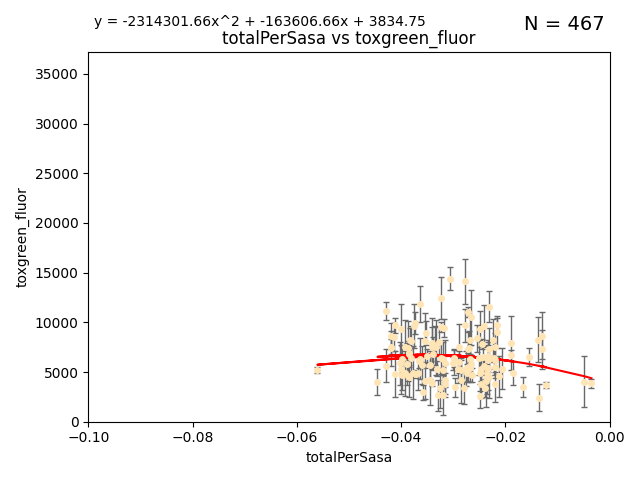 y = -2314301.66x^2 + -163606.66x + 3834.75
N = 467
totalPerSasa vs toxgreen_fluor
35000
30000
25000
20000
15000
10000
5000
0
toxgreen_fluor
−0.10 −0.08 −0.06 −0.04 −0.02 0.00
totalPerSasa